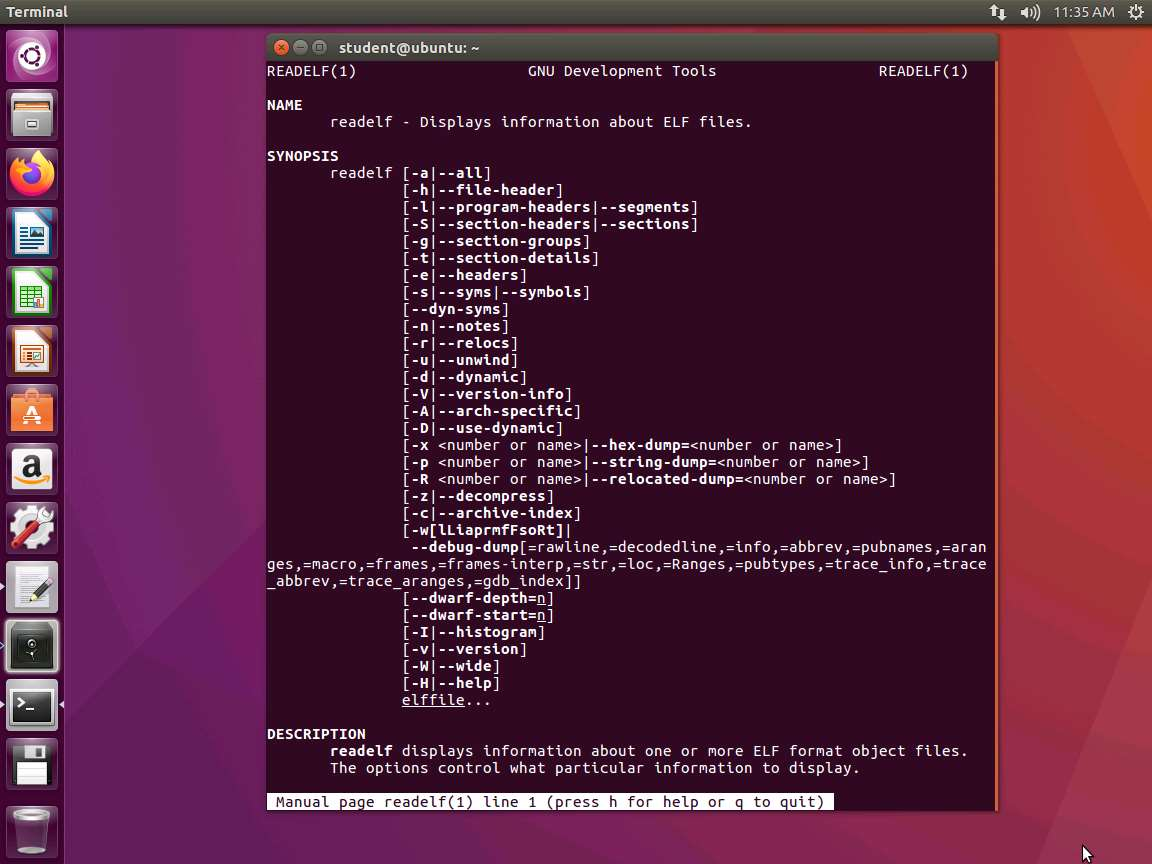 Terminal 11:35 AM
student@ubuntu: ~
READELF(1) GNU Development Tools READELF(1)
NAME
readelf - Displays information about ELF files.
SYNOPSIS
readelf [-a|--all]
[-h|--file-header]
[-l|--program-headers|--segments]
[-S|--section-headers|--sections]
[-g|--section-groups]
[-t|--section-details]
[-e|--headers]
[-s|--syms|--symbols]
[--dyn-syms]
[-n|--notes]
[-r|--relocs]
[-u|--unwind]
[-d|--dynamic]
[-V|--version-info]
[-A|--arch-specific]
[-D|--use-dynamic]
[-x <number or name>|--hex-dump=<number or name>]
[-p <number or name>|--string-dump=<number or name>]
[-R <number or name>|--relocated-dump=<number or name>]
[-z|--decompress]
[-c|--archive-index]
[-w[lLiaprmfFsoRt]|
--debug-dump[=rawline,=decodedline,=info,=abbrev,=pubnames,=aran
ges,=macro,=frames,=frames-interp,=str,=loc,=Ranges,=pubtypes,=trace_info,=trace
_abbrev,=trace_aranges,=gdb_index]]
[--dwarf-depth=n]
[--dwarf-start=n]
[-I|--histogram]
[-v|--version]
[-W|--wide]
[-H|--help]
elffile...
DESCRIPTION
readelf displays information about one or more ELF format object files.
The options control what particular information to display.
Manual page readelf(1) line 1 (press h for help or q to quit)